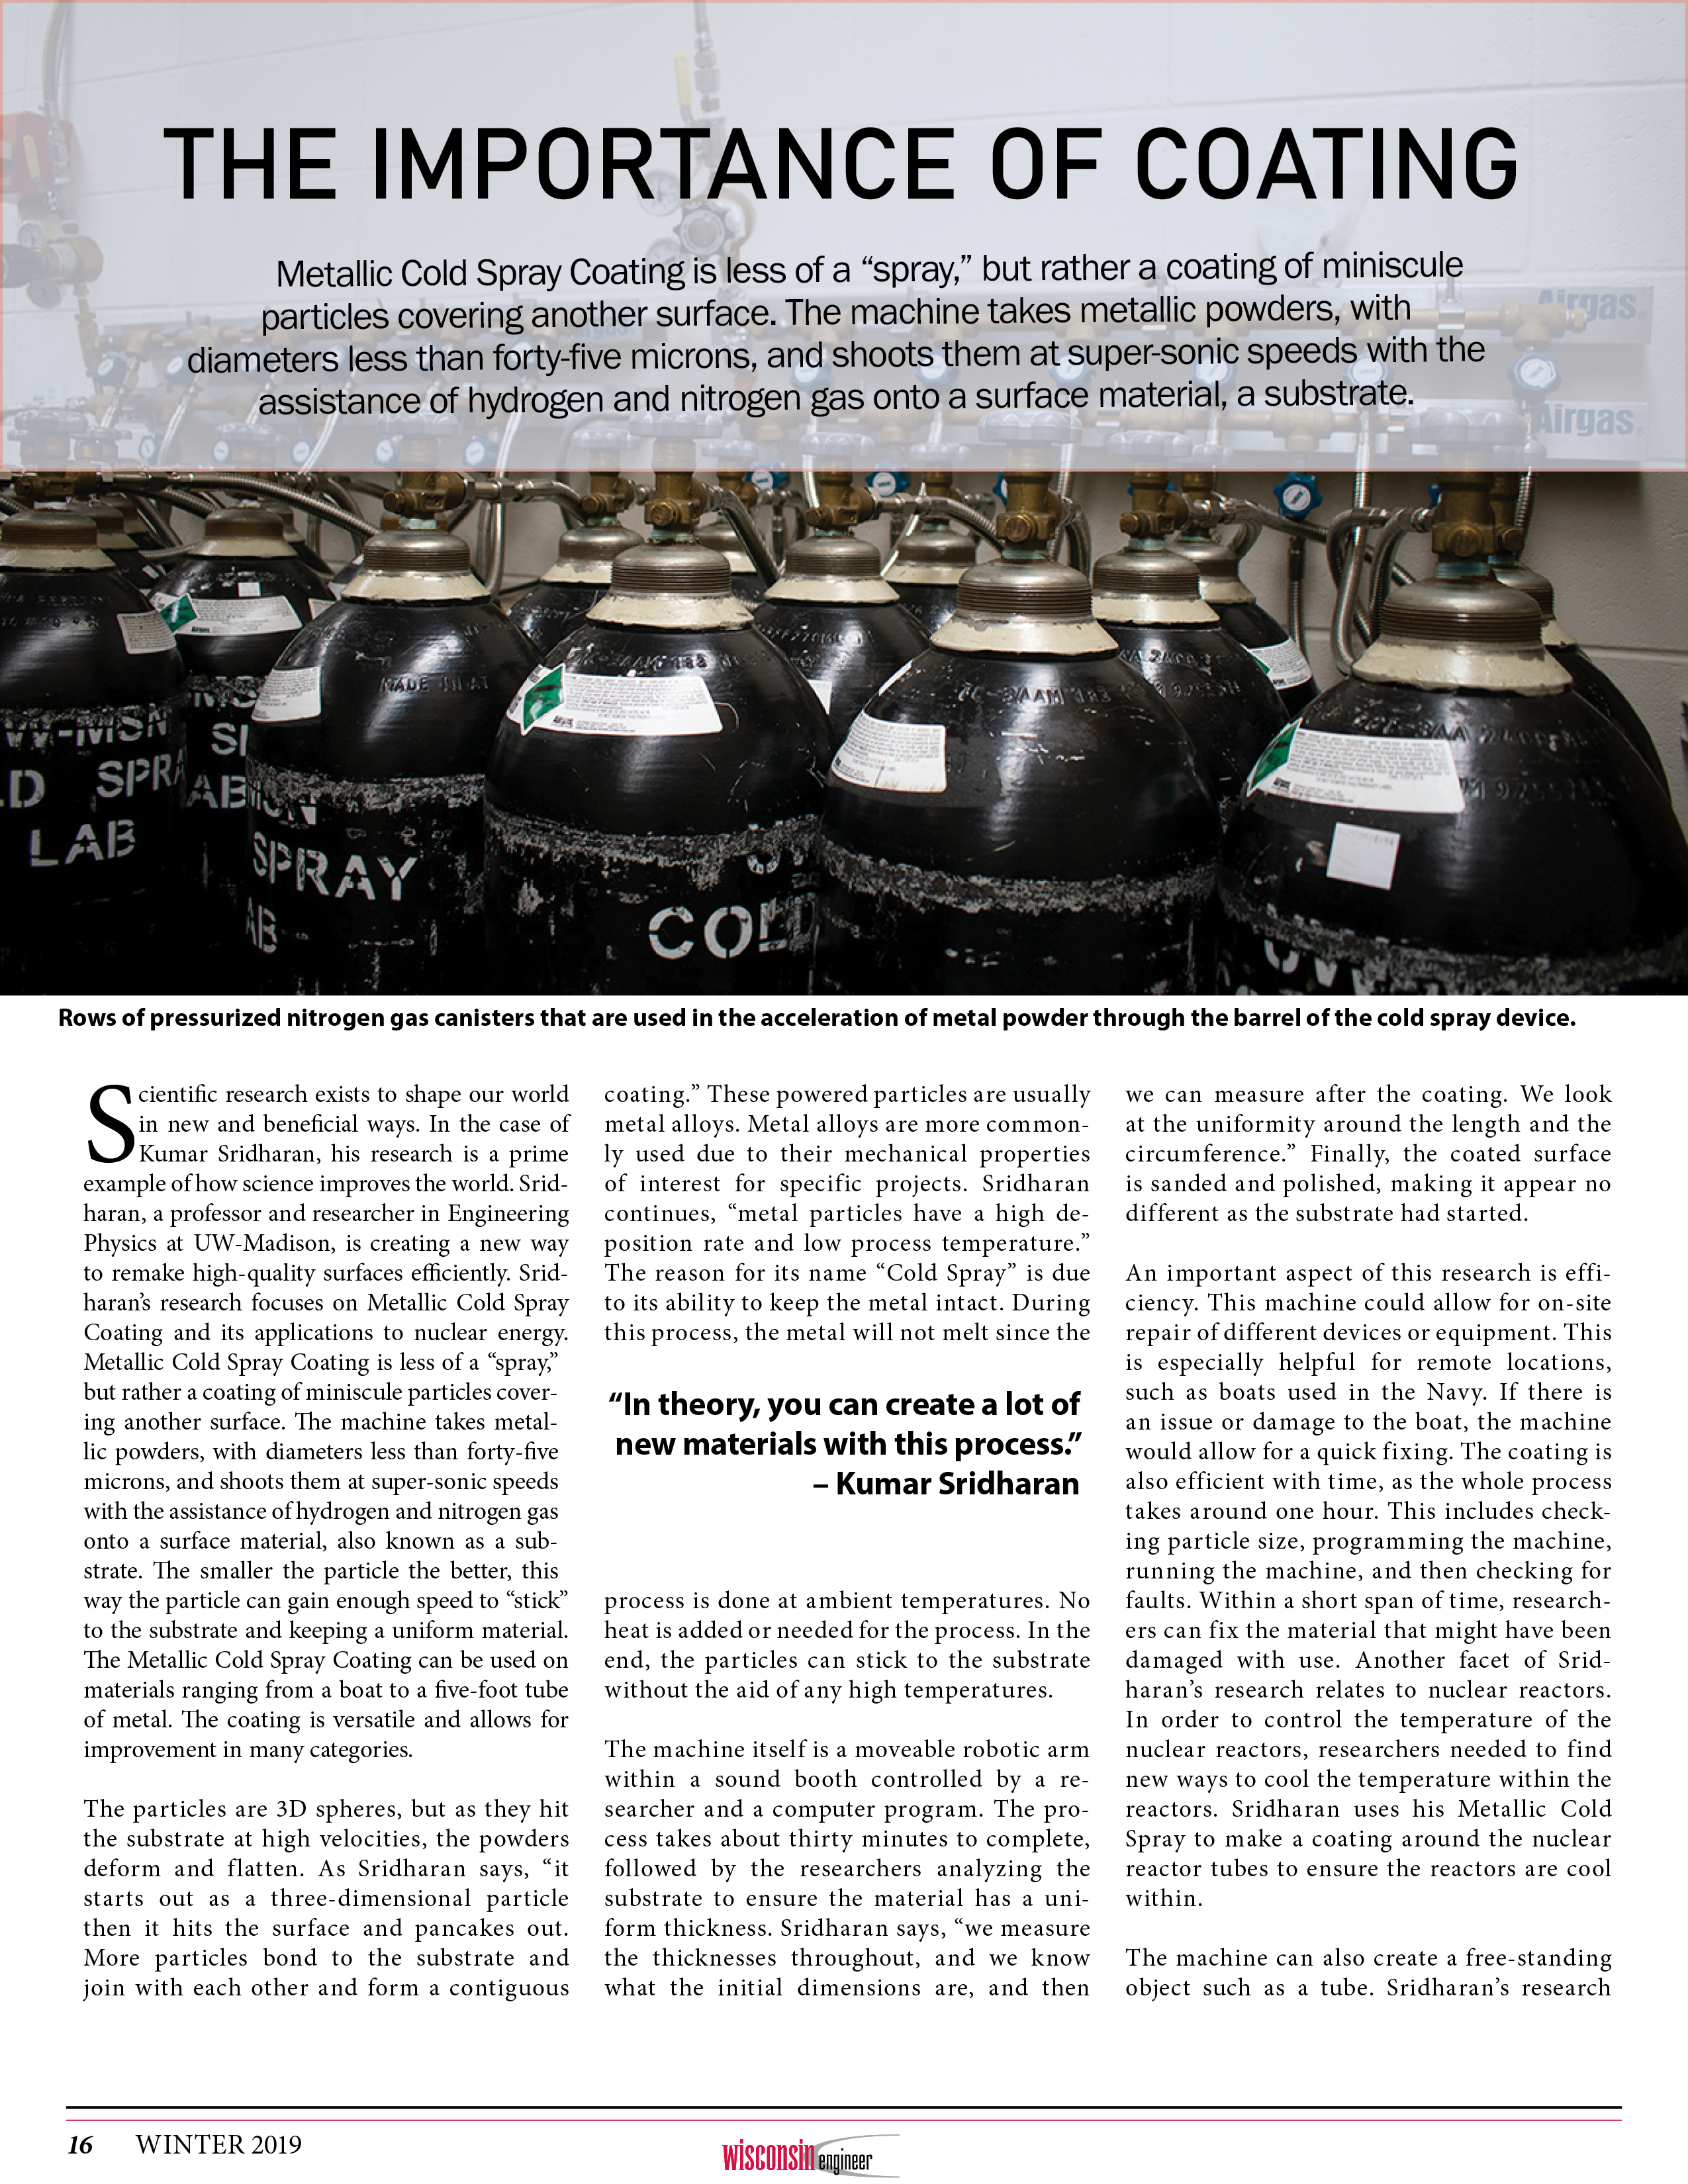 THE IMPORTANCE OF COATING
Metallic Cold Spray Coating is less of a “spray,” but rather a coating of miniscule
particles covering another surface. The machine takes metallic powders, with
diameters less than forty-five microns, and shoots them at super-sonic speeds with the
assistance of hydrogen and nitrogen gas onto a surface material, a substrate.
Airgas
Airgas
MADE IN AT
SPRAY
LAB
SPRAY
COLD
Rows of pressurized nitrogen gas canisters that are used in the acceleration of metal powder through the barrel of the cold spray device.
Scientific research exists to shape our world
in new and beneficial ways. In the case of
Kumar Sridharan, his research is a prime
example of how science improves the world. Srid-
haran, a professor and researcher in Engineering
Physics at UW-Madison, is creating a new way
to remake high-quality surfaces efficiently. Srid-
haran’s research focuses on Metallic Cold Spray
Coating and its applications to nuclear energy.
Metallic Cold Spray Coating is less of a “spray,”
but rather a coating of miniscule particles cover-
ing another surface. The machine takes metal-
lic powders, with diameters less than forty-five
microns, and shoots them at super-sonic speeds
with the assistance of hydrogen and nitrogen gas
onto a surface material, also known as a sub-
strate. The smaller the particle the better, this
way the particle can gain enough speed to “stick”
to the substrate and keeping a uniform material.
The Metallic Cold Spray Coating can be used on
materials ranging from a boat to a five-foot tube
of metal. The coating is versatile and allows for
improvement in many categories.
The particles are 3D spheres, but as they hit
the substrate at high velocities, the powders
deform and flatten. As Sridharan says, “it
starts out as a three-dimensional particle
then it hits the surface and pancakes out.
More particles bond to the substrate and
join with each other and form a contiguous
coating.” These powered particles are usually
metal alloys. Metal alloys are more common-
ly used due to their mechanical properties
of interest for specific projects. Sridharan
continues, “metal particles have a high de-
position rate and low process temperature.”
The reason for its name “Cold Spray” is due
to its ability to keep the metal intact. During
this process, the metal will not melt since the
“In theory, you can create a lot of
new materials with this process.”
– Kumar Sridharan
process is done at ambient temperatures. No
heat is added or needed for the process. In the
end, the particles can stick to the substrate
without the aid of any high temperatures.
The machine itself is a moveable robotic arm
within a sound booth controlled by a re-
searcher and a computer program. The pro-
cess takes about thirty minutes to complete,
followed by the researchers analyzing the
substrate to ensure the material has a uni-
form thickness. Sridharan says, “we measure
the thicknesses throughout, and we know
what the initial dimensions are, and then
we can measure after the coating. We look
at the uniformity around the length and the
circumference.” Finally, the coated surface
is sanded and polished, making it appear no
different as the substrate had started.
An important aspect of this research is effi-
ciency. This machine could allow for on-site
repair of different devices or equipment. This
is especially helpful for remote locations,
such as boats used in the Navy. If there is
an issue or damage to the boat, the machine
would allow for a quick fixing. The coating is
also efficient with time, as the whole process
takes around one hour. This includes check-
ing particle size, programming the machine,
running the machine, and then checking for
faults. Within a short span of time, research-
ers can fix the material that might have been
damaged with use. Another facet of Srid-
haran’s research relates to nuclear reactors.
In order to control the temperature of the
nuclear reactors, researchers needed to find
new ways to cool the temperature within the
reactors. Sridharan uses his Metallic Cold
Spray to make a coating around the nuclear
reactor tubes to ensure the reactors are cool
within.
The machine can also create a free-standing
object such as a tube. Sridharan’s research
16 WINTER 2019
wisconsin engineer